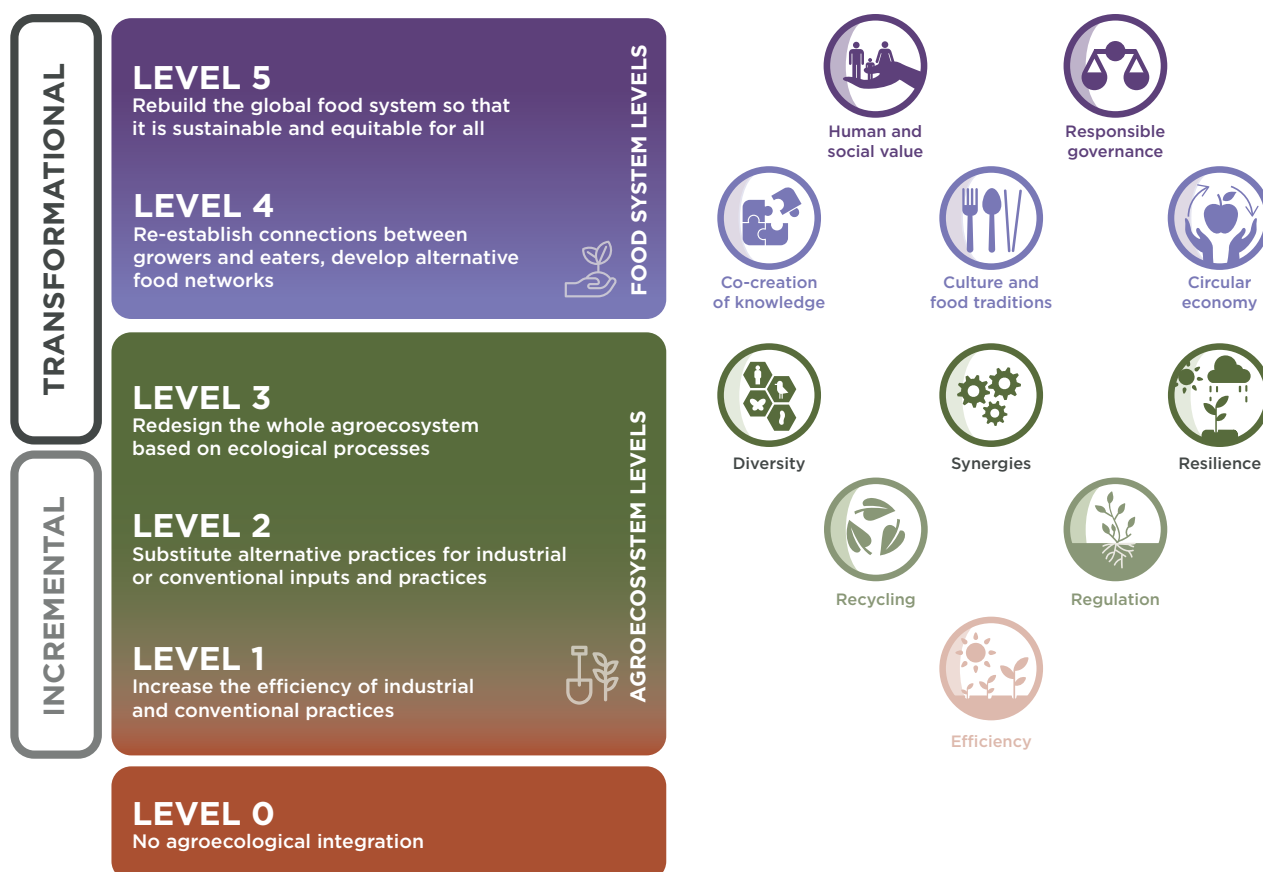 TRANSFORMATIONAL
INCREMENTAL
LEVEL 5
Rebuild the global food system so that
it is sustainable and equitable for all
LEVEL 4
Re-establish connections between
growers and eaters, develop alternative
food networks
FOOD SYSTEM LEVELS
LEVEL 3
Redesign the whole agroecosystem
based on ecological processes
LEVEL 2
Substitute alternative practices for industrial
or conventional inputs and practices
LEVEL 1
Increase the efficiency of industrial
and conventional practices
AGROECOSYSTEM LEVELS
LEVEL 0
No agroecological integration
Human and
social value
Responsible
governance
Co-creation
of knowledge
Culture and
food traditions
Circular
economy
Diversity
Synergies
Resilience
Recycling
Regulation
Efficiency